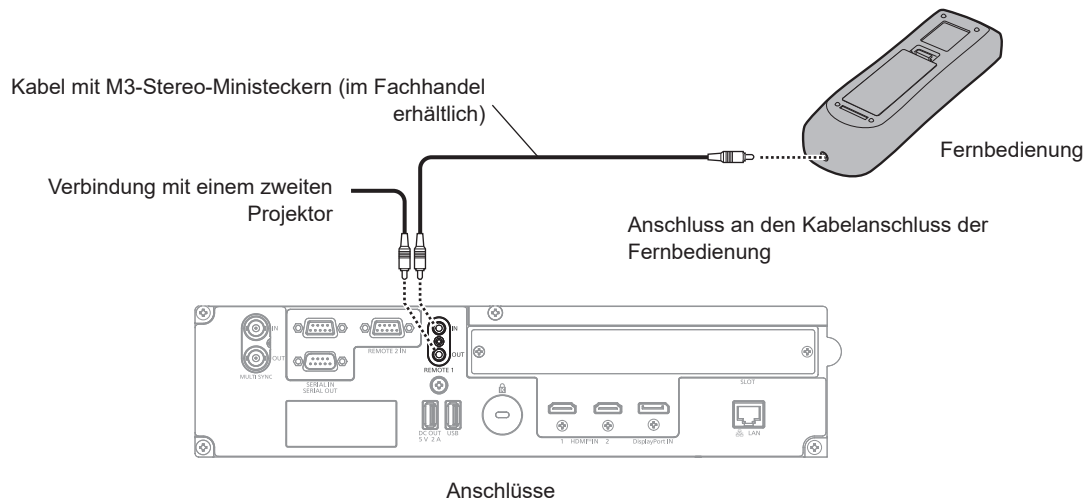 Kabel mit M3-Stereo-Ministeckern (im Fachhandel
erhältlich)
Fernbedienung
Verbindung mit einem zweiten
Projektor
Anschluss an den Kabelanschluss der
Fernbedienung
IN
OUT
MULTI SYNC
SERIAL IN
SERIAL OUT
REMOTE 2 IN
IN
OUT
REMOTE 1
SLOT
DC OUT
5 V 2 A
USB
1 HDMI™ IN 2
DisplayPort IN
LAN
Anschlüsse